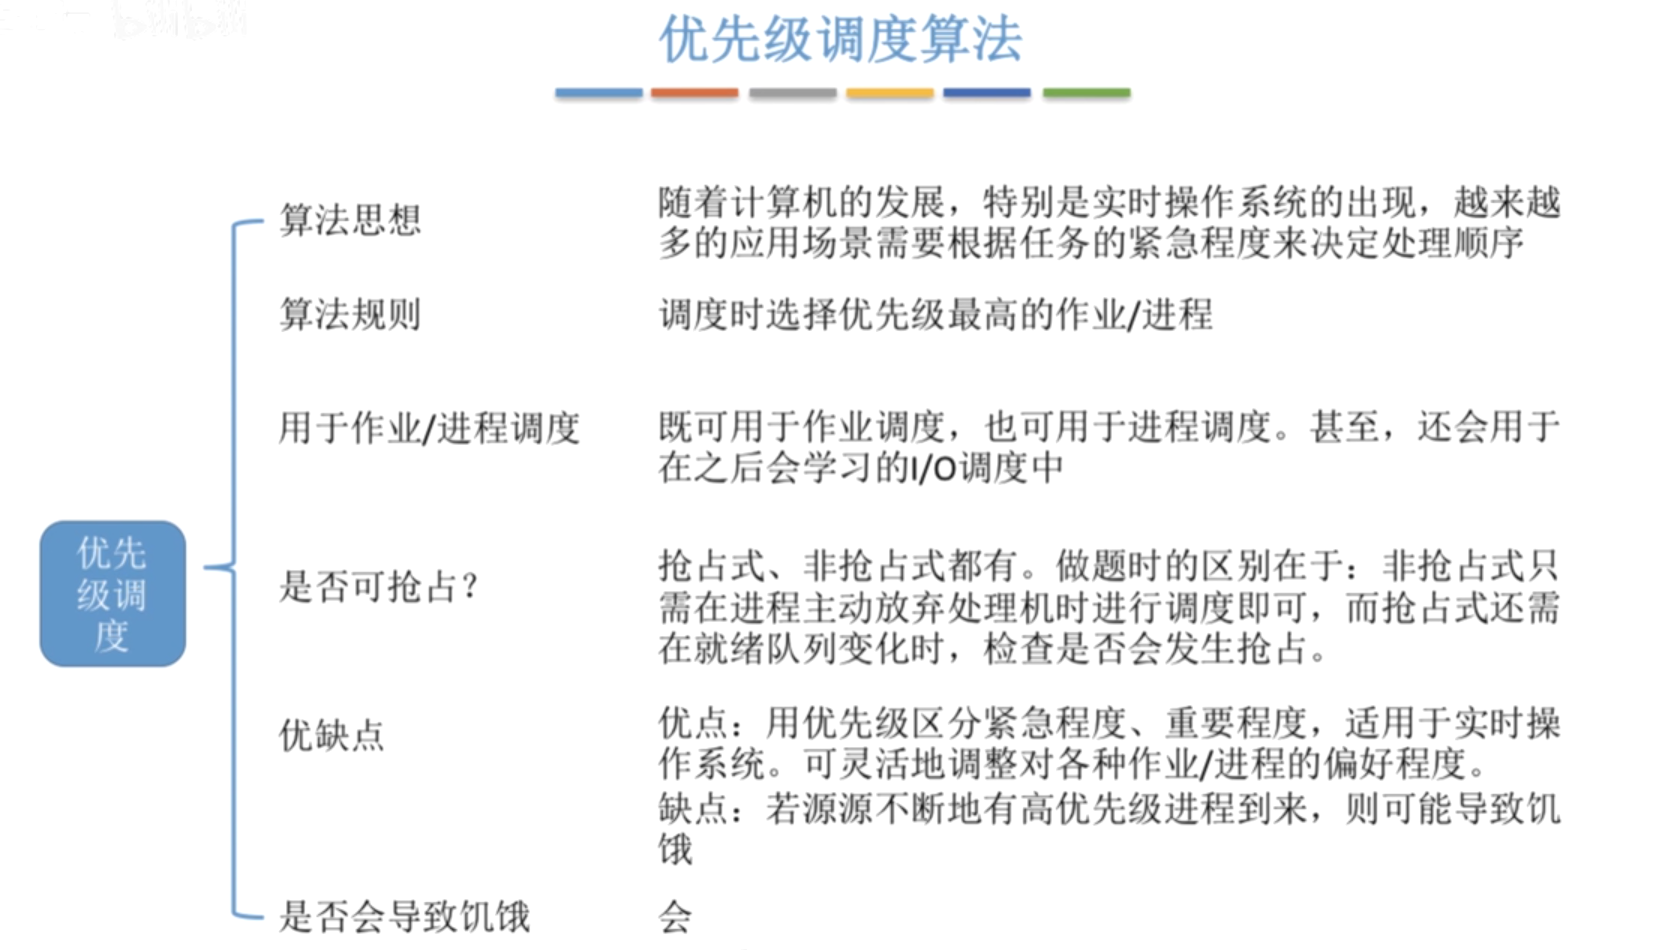 优先级调度算法
算法思想
随着计算机的发展，特别是实时操作系统的出现，越来越
多的应用场景需要根据任务的紧急程度来决定处理顺序
算法规则
调度时选择优先级最高的作业/进程
用于作业/进程调度
既可用于作业调度，也可用于进程调度。甚至，还会用于
在之后会学习的I/O调度中
优先
级调
度
是否可抢占？
抢占式、非抢占式都有。做题时的区别在于：非抢占式只
需在进程主动放弃处理机时进行调度即可，而抢占式还需
在就绪队列变化时，检查是否会发生抢占。
优缺点
优点：用优先级区分紧急程度、重要程度，适用于实时操
作系统。可灵活地调整对各种作业/进程的偏好程度。
缺点：若源源不断地有高优先级进程到来，则可能导致饥
饿
是否会导致饥饿
会